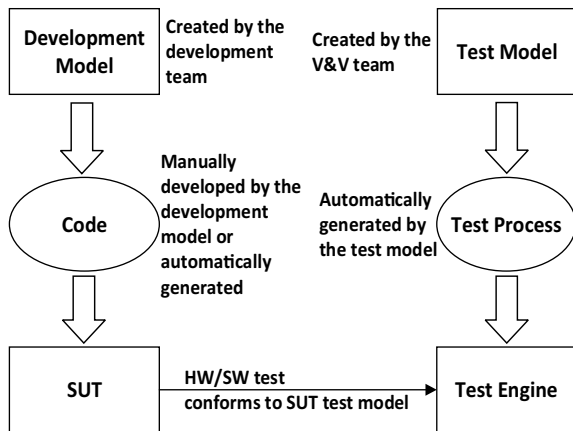 Development
Model
Created by the
development
team
Created by the
V&V team
Test Model
Code
Manually
developed by the
development
model or
automatically
generated
Automatically
generated by
the test model
Test Process
SUT
HW/SW test
conforms to SUT test model
Test Engine